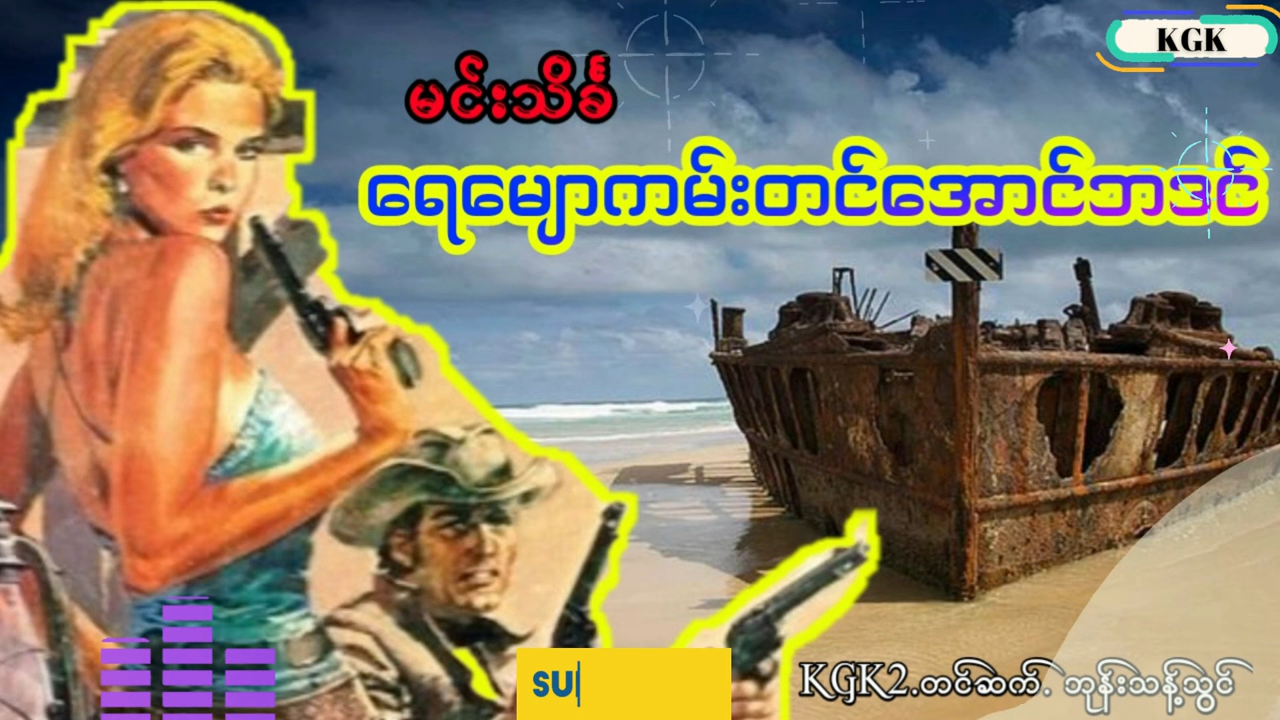 KGK
မင်းသိင်္ခ
ရေမျောကမ်းတင်အောင်ဘဒင်
SU
KGK2.တင်ဆက်. ဘုန်းသန့်သွင်